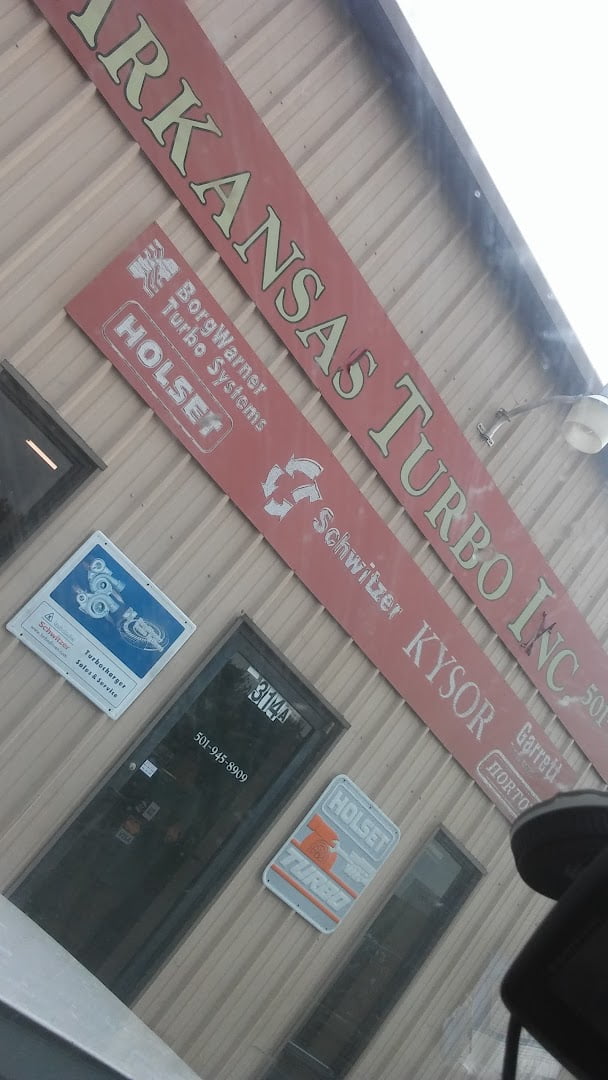 ARKANSAS TURBO INC 501
BorgWarner
Turbo Systems
HOLSET
Schwitzer
KYSOR
Garrett
Schwitzer
Turbocharger
Sales & Service
314A
501-945-8909
HOLSET
TURBO